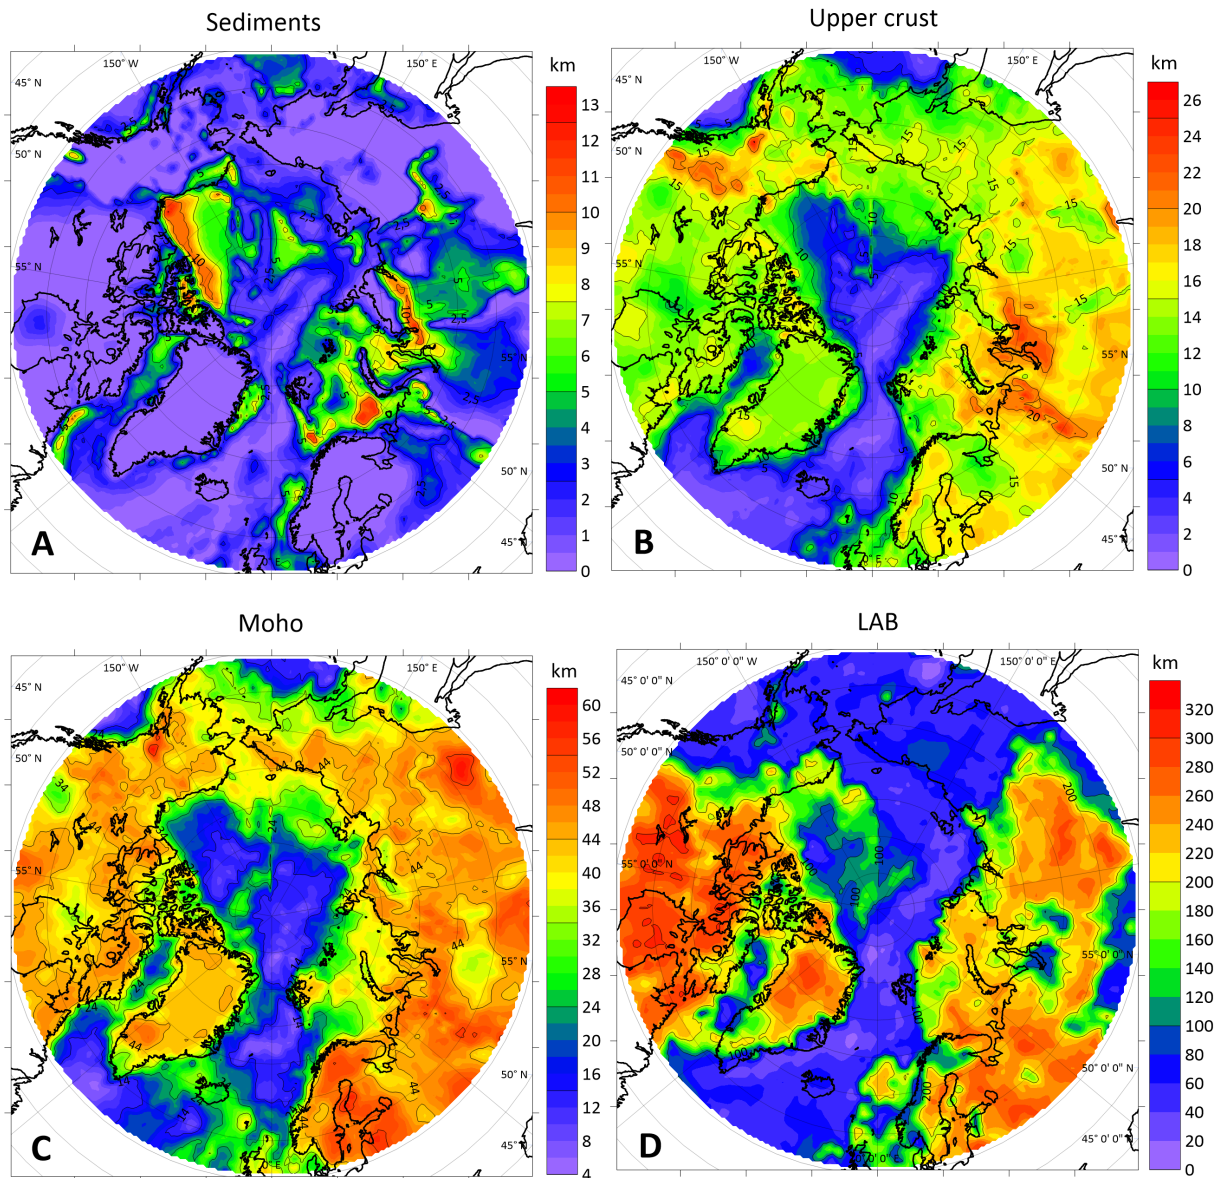 Sediments
Upper crust
150° W
150° E
45° N
50° N
55° N
55° N
50° N
45° N
0° E
km
13
12
11
10
9
8
7
6
5
4
3
2
1
0
A
150° W
150° E
45° N
50° N
55° N
55° N
50° N
45° N
0° E
km
26
24
22
20
18
16
14
12
10
8
6
4
2
0
B
Moho
LAB
150° W
150° E
45° N
50° N
55° N
55° N
50° N
45° N
0° E
km
60
56
52
48
44
40
36
32
28
24
20
16
12
8
4
C
150° 0' 0" W
150° 0' 0" E
45° 0' 0" N
50° 0' 0" N
55° 0' 0" N
55° 0' 0" N
50° 0' 0" N
45° 0' 0" N
km
320
300
280
260
240
220
200
180
160
140
120
100
80
60
40
20
0
D